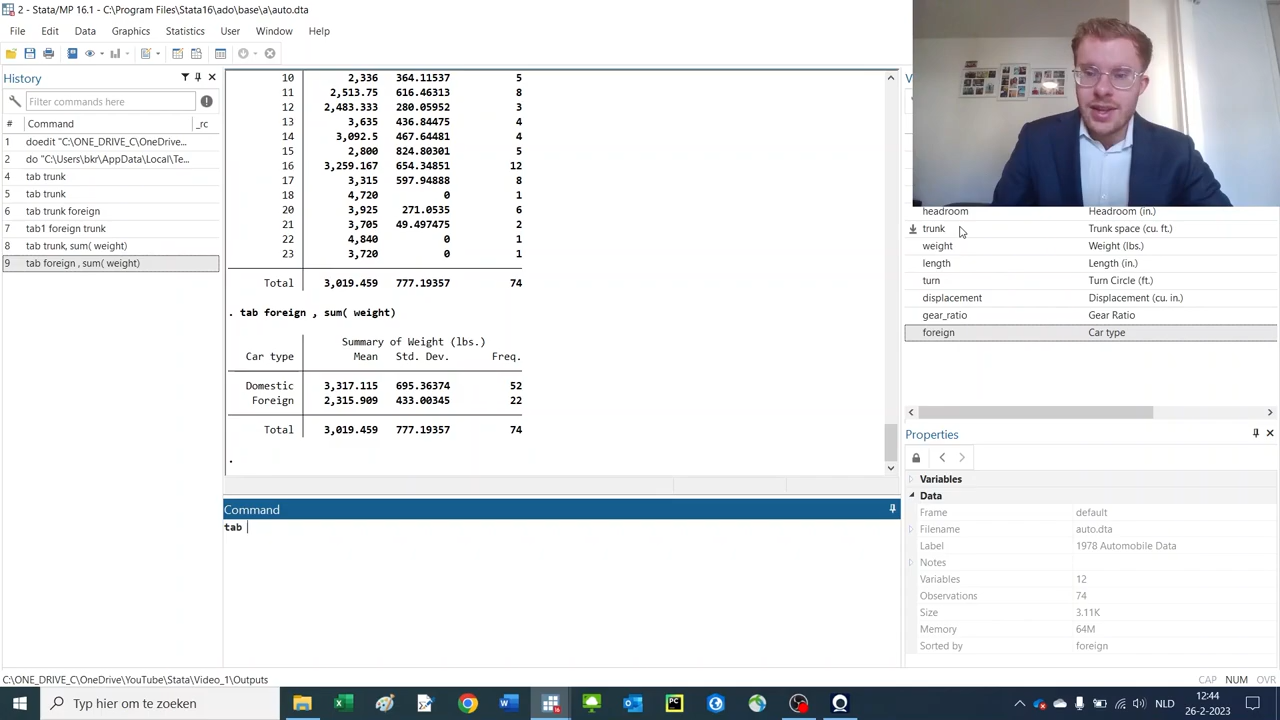 2 - Stata/MP 16.1 - C:\Program Files\Stata16\ado\base\a\auto.dta
File Edit Data Graphics Statistics User Window Help
History
Filter commands here
# Command _rc
1 doedit "C:\ONE_DRIVE_C\OneDrive...
2 do "C:\Users\bkr\AppData\Local\Te...
4 tab trunk
5 tab trunk
6 tab trunk foreign
7 tab1 foreign trunk
8 tab trunk, sum( weight)
9 tab foreign , sum( weight)
10 2,336 364.11537 5
11 2,513.75 616.46313 8
12 2,483.333 280.05952 3
13 3,635 436.84475 4
14 3,092.5 467.64481 4
15 2,800 824.80301 5
16 3,259.167 654.34851 12
17 3,315 597.94888 8
18 4,720 0 1
20 3,925 271.0535 6
21 3,705 49.497475 2
22 4,840 0 1
23 3,720 0 1
Total 3,019.459 777.19357 74
. tab foreign , sum( weight)
Summary of Weight (lbs.)
Car type Mean Std. Dev. Freq.
Domestic 3,317.115 695.36374 52
Foreign 2,315.909 433.00345 22
Total 3,019.459 777.19357 74
.
Command
tab
headroom Headroom (in.)
trunk Trunk space (cu. ft.)
weight Weight (lbs.)
length Length (in.)
turn Turn Circle (ft.)
displacement Displacement (cu. in.)
gear_ratio Gear Ratio
foreign Car type
Properties
Variables
Data
Frame default
Filename auto.dta
Label 1978 Automobile Data
Notes
Variables 12
Observations 74
Size 3.11K
Memory 64M
Sorted by foreign
C:\ONE_DRIVE_C\OneDrive\YouTube\Stata\Video_1\Outputs
CAP NUM OVR
Typ hier om te zoeken
NLD
12:44
26-2-2023